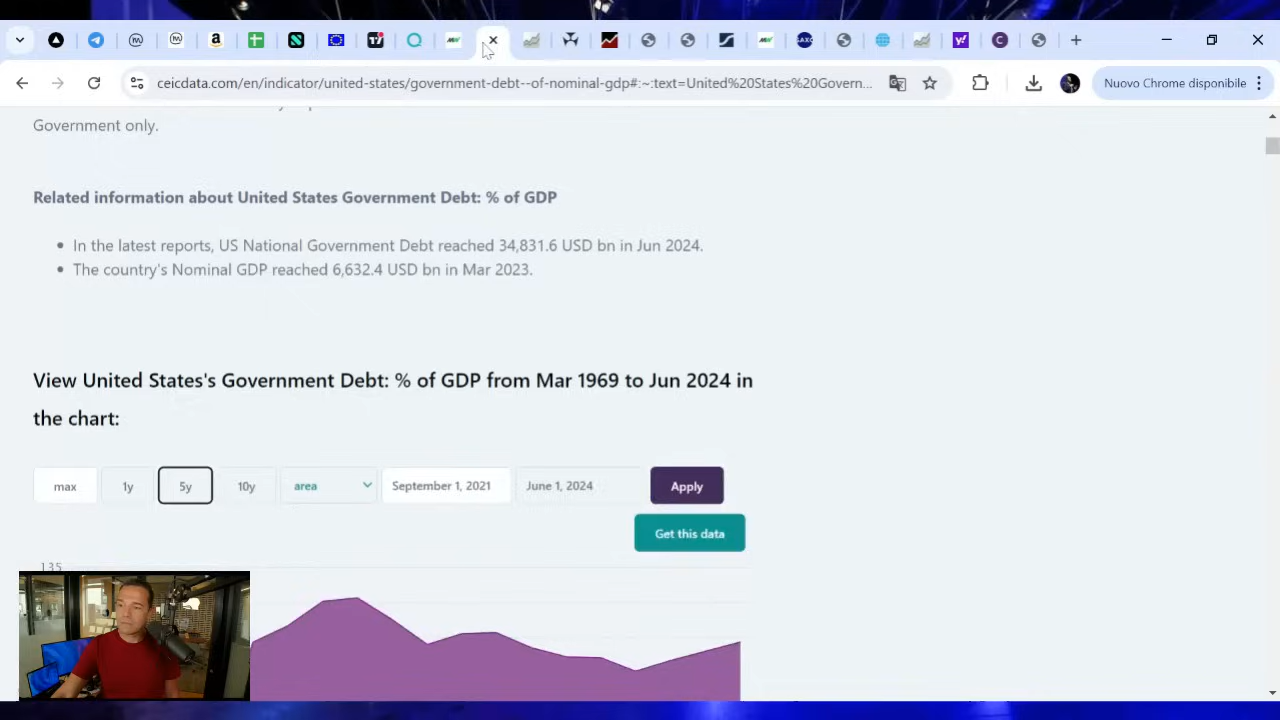 ceicdata.com/en/indicator/united-states/government-debt--of-nominal-gdp#:~:text=United%20States%20Govern...
Nuovo Chrome disponibile
Government only.
Related information about United States Government Debt: % of GDP
In the latest reports, US National Government Debt reached 34,831.6 USD bn in Jun 2024.
The country's Nominal GDP reached 6,632.4 USD bn in Mar 2023.
View United States's Government Debt: % of GDP from Mar 1969 to Jun 2024 in
the chart:
max 1y 5y 10y area September 1, 2021 June 1, 2024 Apply
Get this data
135